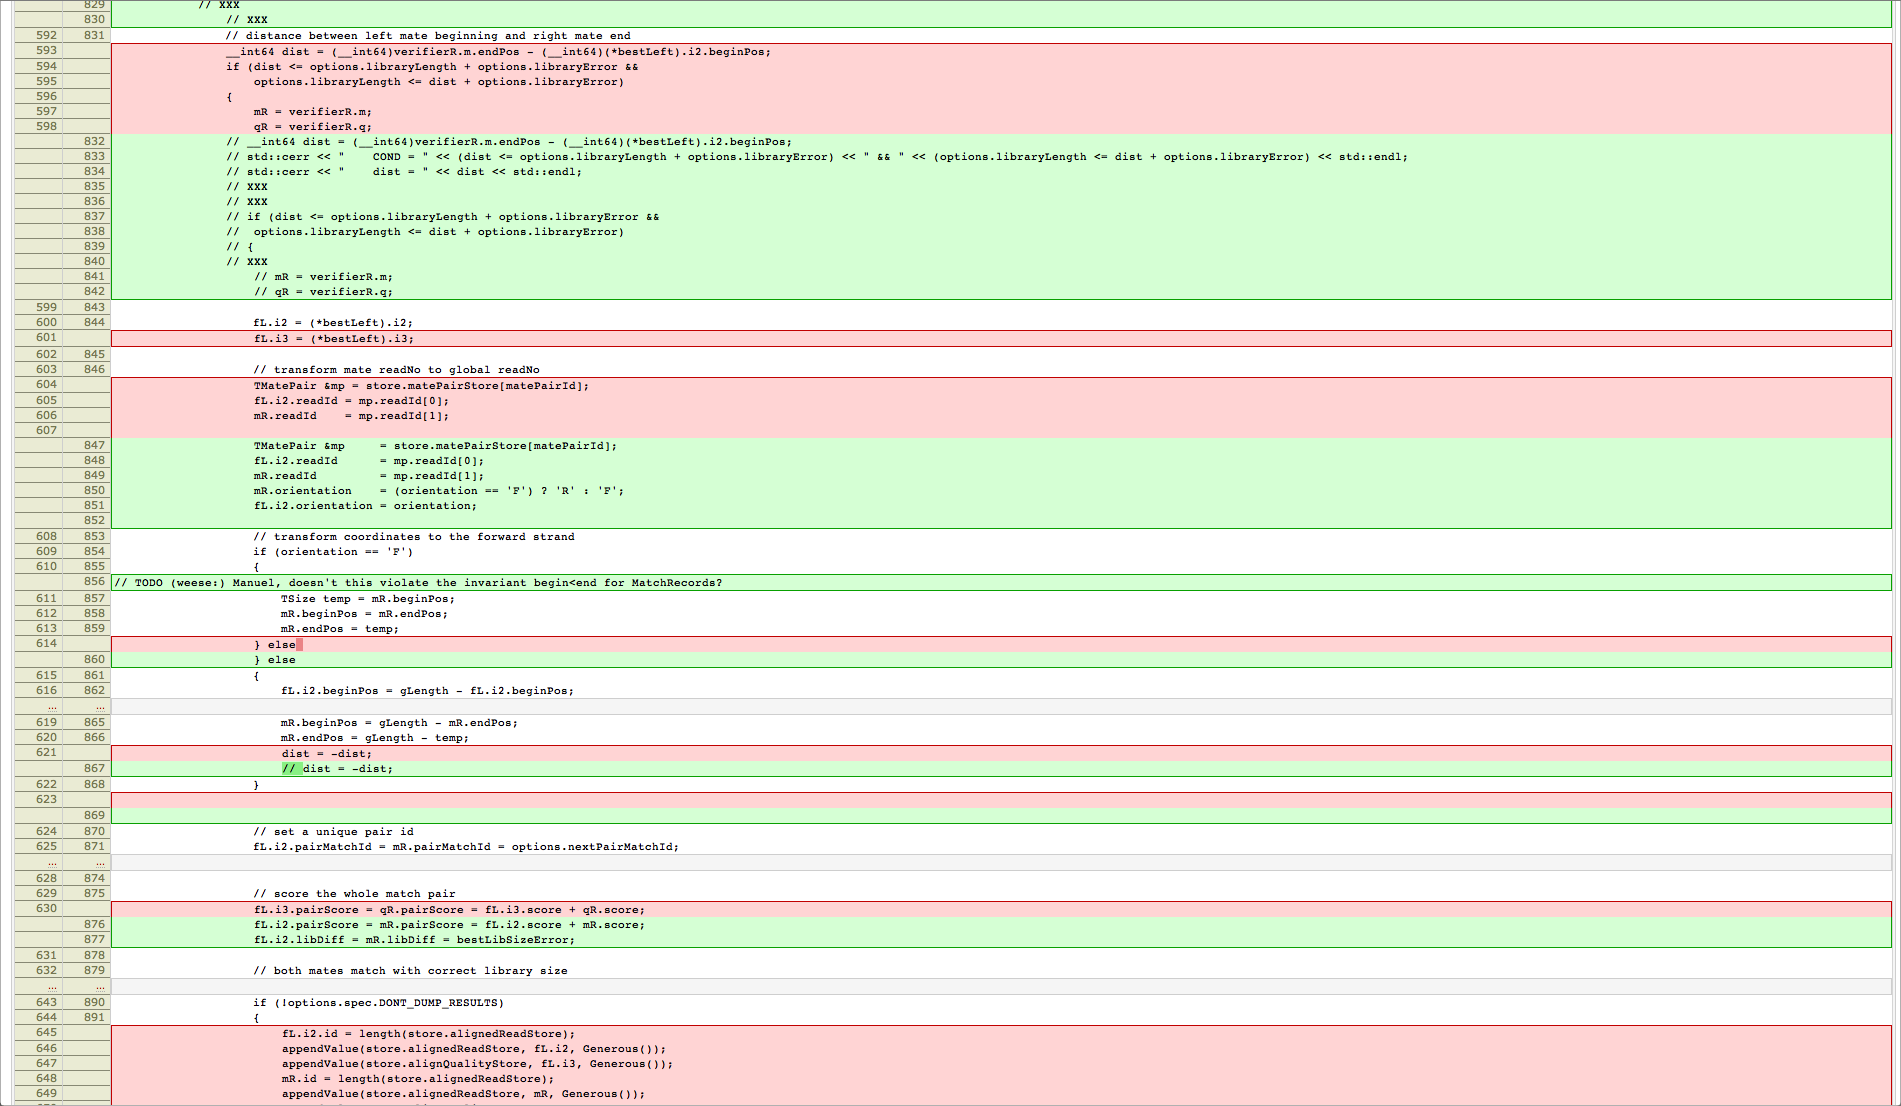 829 // XXX
830 // XXX
592 831 // distance between left mate beginning and right mate end
593 __int64 dist = (__int64)verifierR.m.endPos - (__int64)(*bestLeft).i2.beginPos;
594 if (dist <= options.libraryLength + options.libraryError &&
595 options.libraryLength <= dist + options.libraryError)
596 {
597 mR = verifierR.m;
598 qR = verifierR.q;
832 // __int64 dist = (__int64)verifierR.m.endPos - (__int64)(*bestLeft).i2.beginPos;
833 // std::cerr << "    COND = " << (dist <= options.libraryLength + options.libraryError) << " && " << (options.libraryLength <= dist + options.libraryError) << std::endl;
834 // std::cerr << "    dist = " << dist << std::endl;
835 // XXX
836 // XXX
837 // if (dist <= options.libraryLength + options.libraryError &&
838 //  options.libraryLength <= dist + options.libraryError)
839 // {
840 // XXX
841 // mR = verifierR.m;
842 // qR = verifierR.q;
599 843
600 844 fL.i2 = (*bestLeft).i2;
601 fL.i3 = (*bestLeft).i3;
602 845
603 846 // transform mate readNo to global readNo
604 TMatePair &mp = store.matePairStore[matePairId];
605 fL.i2.readId = mp.readId[0];
606 mR.readId    = mp.readId[1];
607
847 TMatePair &mp     = store.matePairStore[matePairId];
848 fL.i2.readId      = mp.readId[0];
849 mR.readId         = mp.readId[1];
850 mR.orientation    = (orientation == 'F') ? 'R' : 'F';
851 fL.i2.orientation = orientation;
852
608 853 // transform coordinates to the forward strand
609 854 if (orientation == 'F')
610 855 {
856 // TODO (weese:) Manuel, doesn't this violate the invariant begin<end for MatchRecords?
611 857 TSize temp = mR.beginPos;
612 858 mR.beginPos = mR.endPos;
613 859 mR.endPos = temp;
614 } else
860 } else
615 861 {
616 862 fL.i2.beginPos = gLength - fL.i2.beginPos;
... ...
619 865 mR.beginPos = gLength - mR.endPos;
620 866 mR.endPos = gLength - temp;
621 dist = -dist;
867 // dist = -dist;
622 868 }
623
869
624 870 // set a unique pair id
625 871 fL.i2.pairMatchId = mR.pairMatchId = options.nextPairMatchId;
... ...
628 874
629 875 // score the whole match pair
630 fL.i3.pairScore = qR.pairScore = fL.i3.score + qR.score;
876 fL.i2.pairScore = mR.pairScore = fL.i2.score + mR.score;
877 fL.i2.libDiff = mR.libDiff = bestLibSizeError;
631 878
632 879 // both mates match with correct library size
... ...
643 890 if (!options.spec.DONT_DUMP_RESULTS)
644 891 {
645 fL.i2.id = length(store.alignedReadStore);
646 appendValue(store.alignedReadStore, fL.i2, Generous());
647 appendValue(store.alignQualityStore, fL.i3, Generous());
648 mR.id = length(store.alignedReadStore);
649 appendValue(store.alignedReadStore, mR, Generous());